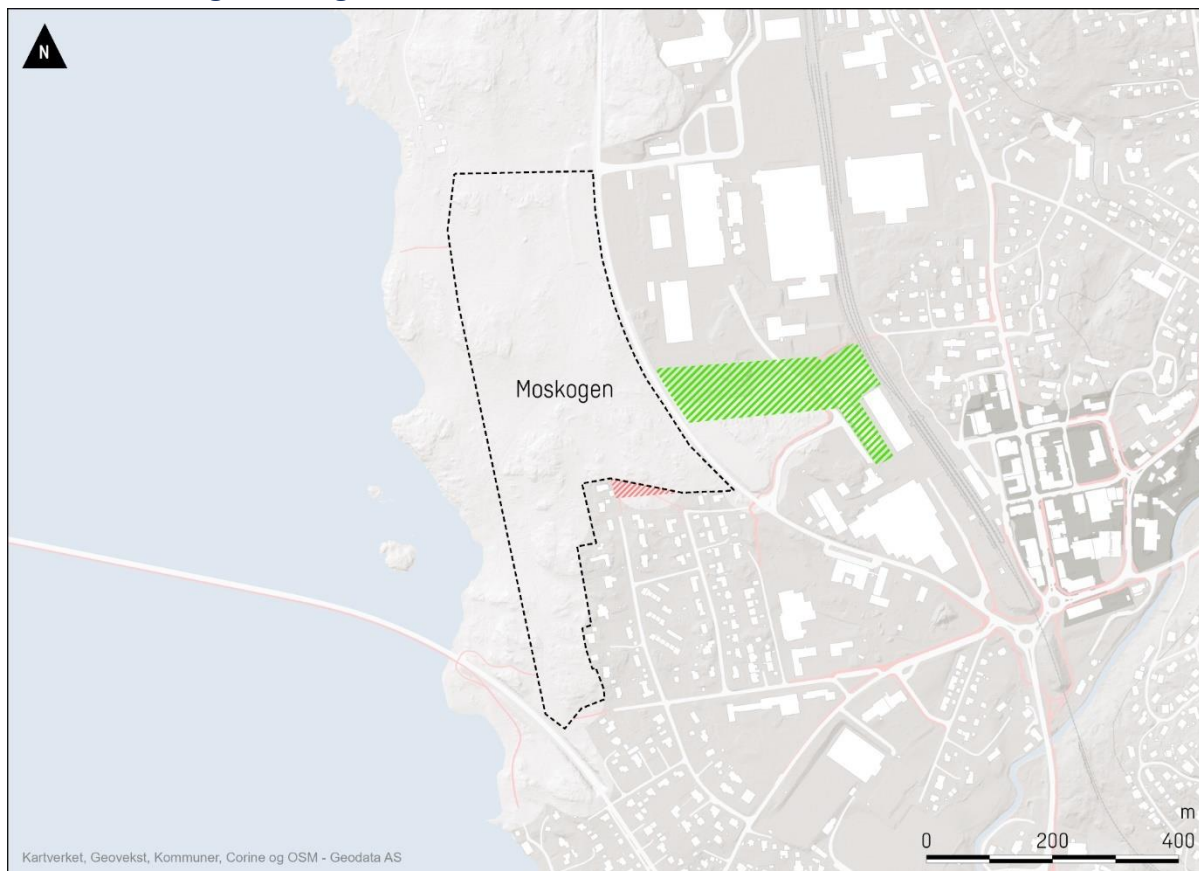 N
Moskogen
m
0 200 400
Kartverket, Geovekst, Kommuner, Corine og OSM - Geodata AS